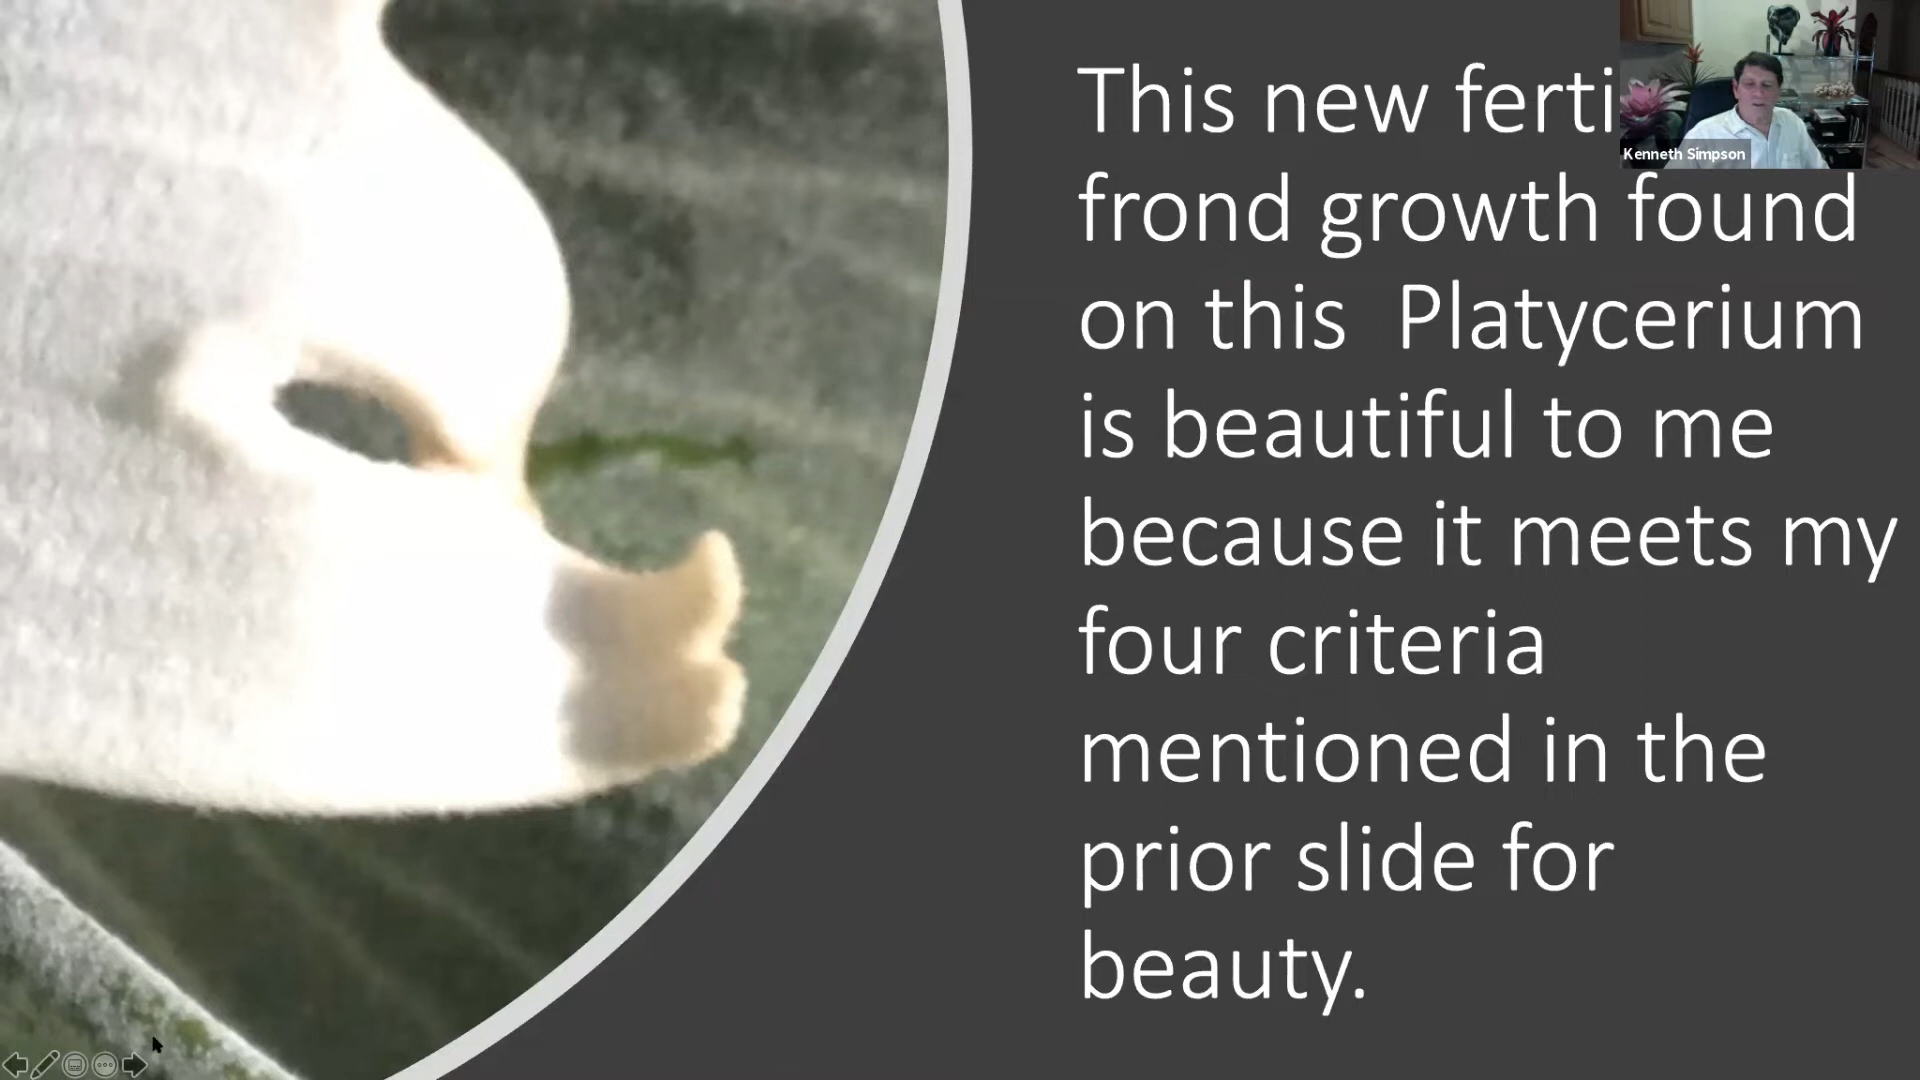 This new ferti
frond growth found
on this Platycerium
is beautiful to me
because it meets my
four criteria
mentioned in the
prior slide for
beauty.
Kenneth Simpson